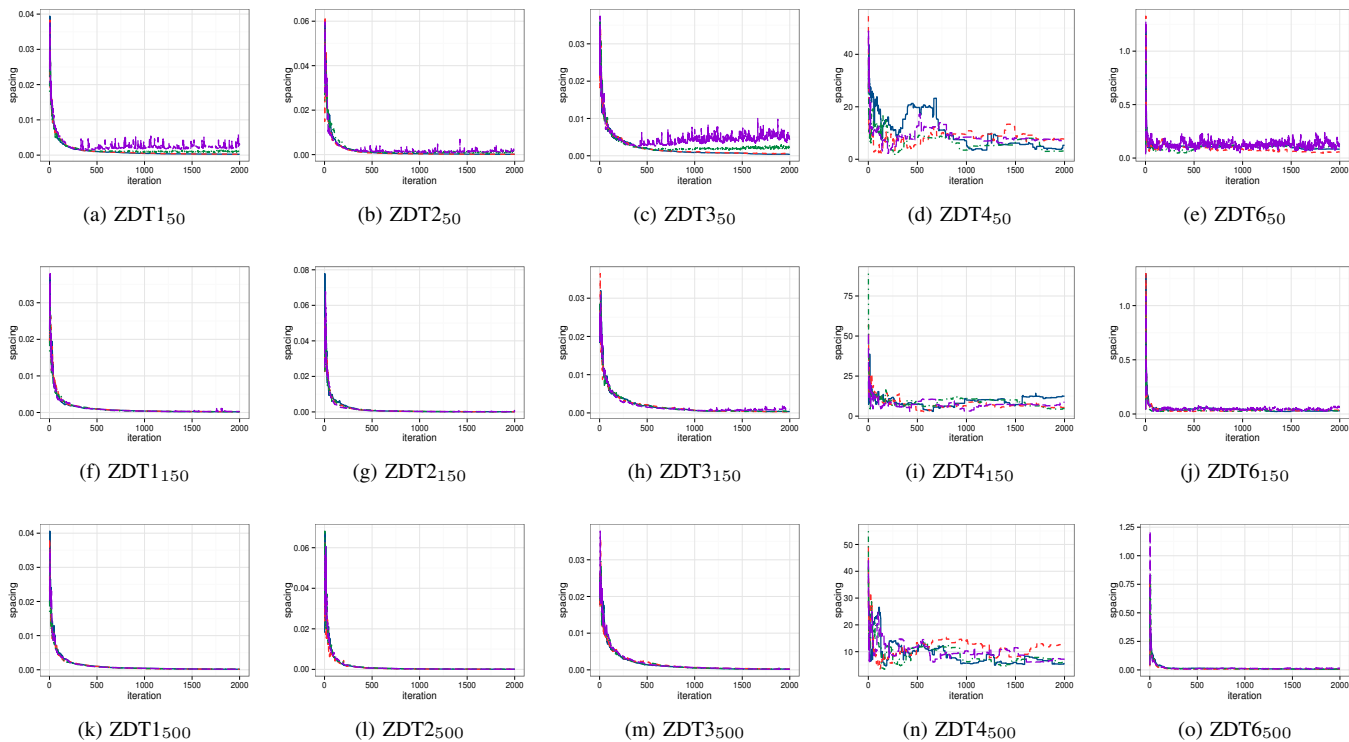 0.04
0.03
0.02
0.01
0.00
spacing
0 500 1000 1500 2000
iteration
(a) ZDT1₅₀
0.06
0.04
0.02
0.00
spacing
0 500 1000 1500 2000
iteration
(b) ZDT2₅₀
0.03
0.02
0.01
0.00
spacing
0 500 1000 1500 2000
iteration
(c) ZDT3₅₀
40
20
0
spacing
0 500 1000 1500 2000
iteration
(d) ZDT4₅₀
1.0
0.5
0.0
spacing
0 500 1000 1500 2000
iteration
(e) ZDT6₅₀
0.03
0.02
0.01
0.00
spacing
0 500 1000 1500 2000
iteration
(f) ZDT1₁₅₀
0.08
0.06
0.04
0.02
0.00
spacing
0 500 1000 1500 2000
iteration
(g) ZDT2₁₅₀
0.03
0.02
0.01
0.00
spacing
0 500 1000 1500 2000
iteration
(h) ZDT3₁₅₀
75
50
25
0
spacing
0 500 1000 1500 2000
iteration
(i) ZDT4₁₅₀
1.0
0.5
0.0
spacing
0 500 1000 1500 2000
iteration
(j) ZDT6₁₅₀
0.04
0.03
0.02
0.01
0.00
spacing
0 500 1000 1500 2000
iteration
(k) ZDT1₅₀₀
0.06
0.04
0.02
0.00
spacing
0 500 1000 1500 2000
iteration
(l) ZDT2₅₀₀
0.03
0.02
0.01
0.00
spacing
0 500 1000 1500 2000
iteration
(m) ZDT3₅₀₀
50
40
30
20
10
spacing
0 500 1000 1500 2000
iteration
(n) ZDT4₅₀₀
1.25
1.00
0.75
0.50
0.25
0.00
spacing
0 500 1000 1500 2000
iteration
(o) ZDT6₅₀₀